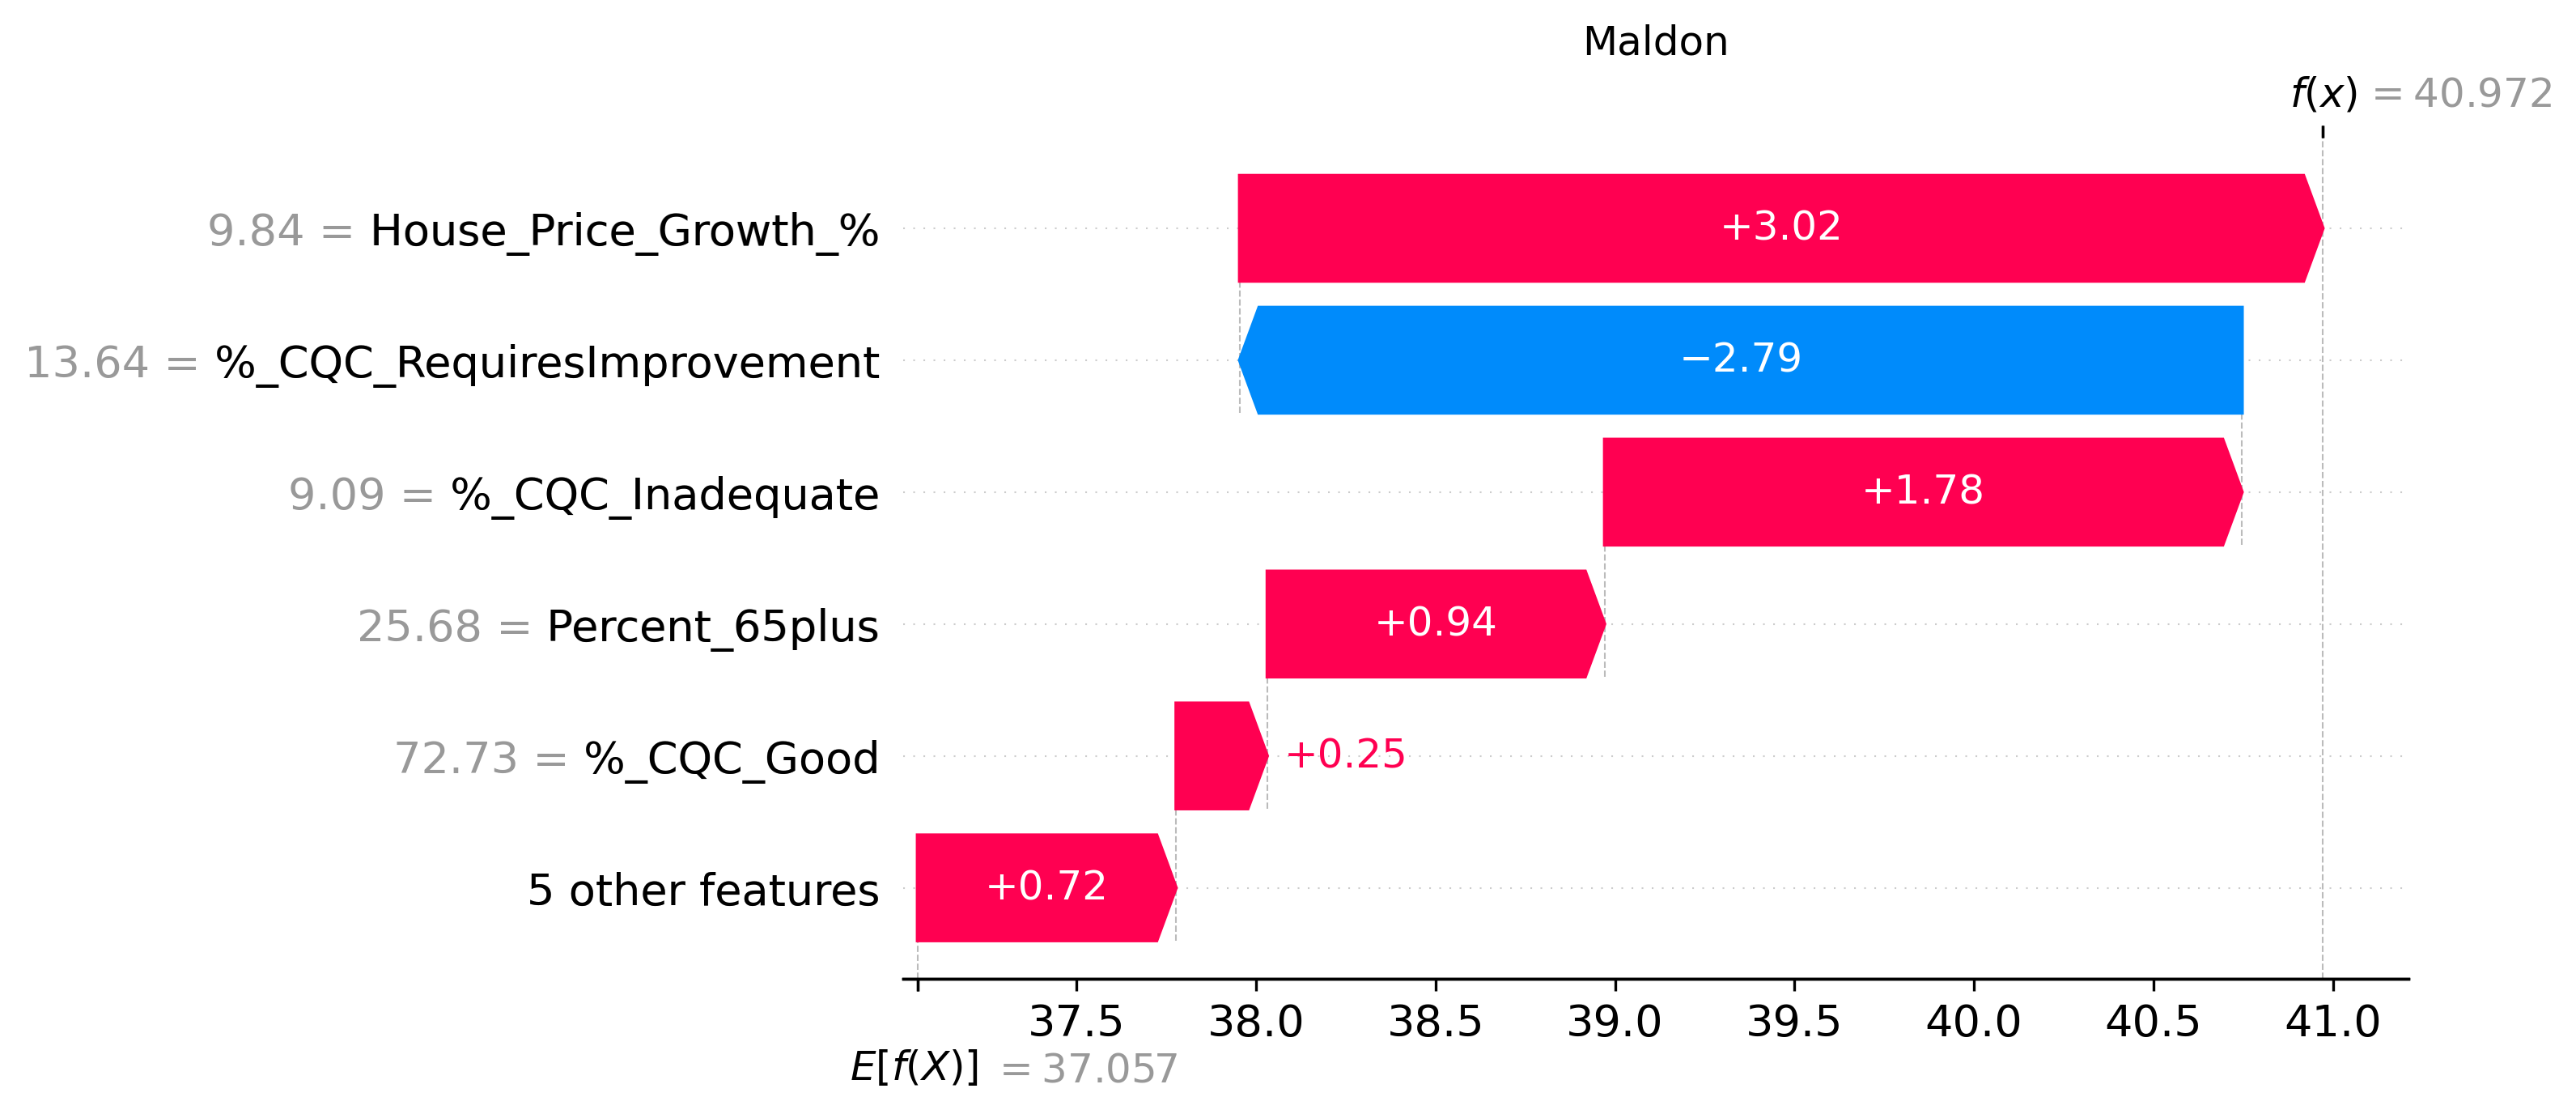 Maldon
f(x) = 40.972
9.84 = House_Price_Growth_%
+3.02
13.64 = %_CQC_RequiresImprovement
−2.79
9.09 = %_CQC_Inadequate
+1.78
25.68 = Percent_65plus
+0.94
72.73 = %_CQC_Good
+0.25
5 other features
+0.72
37.5 38.0 38.5 39.0 39.5 40.0 40.5 41.0
E[f(X)] = 37.057